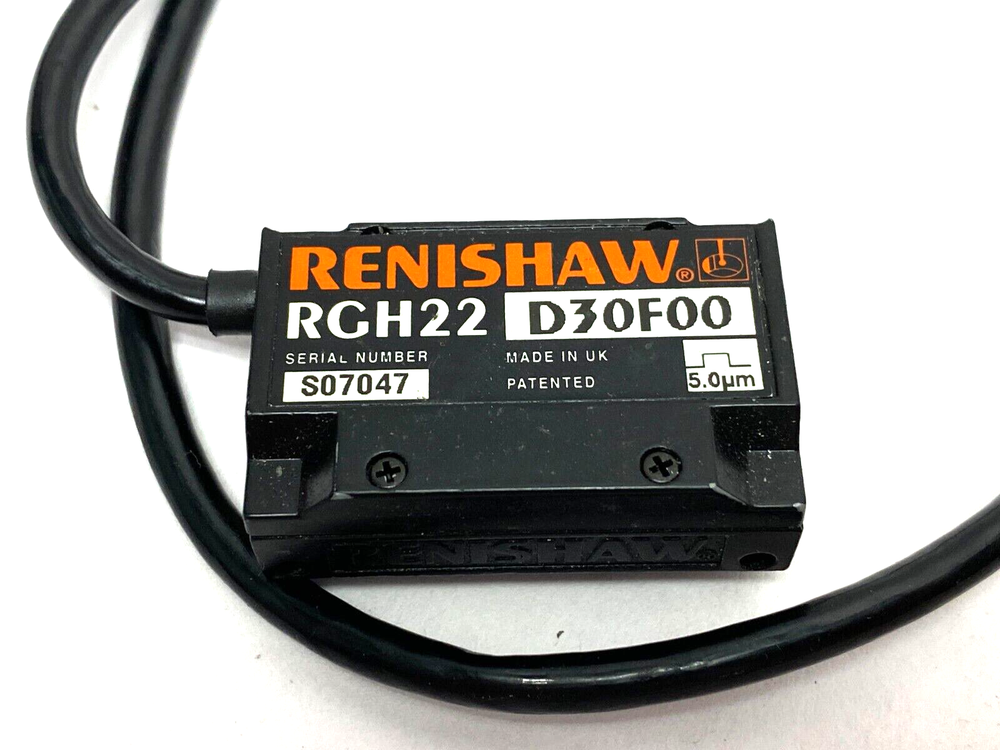 RENISHAW®
RGH22 D30F00
SERIAL NUMBER MADE IN UK
S07047 PATENTED 5.0µm
RENISHAW®